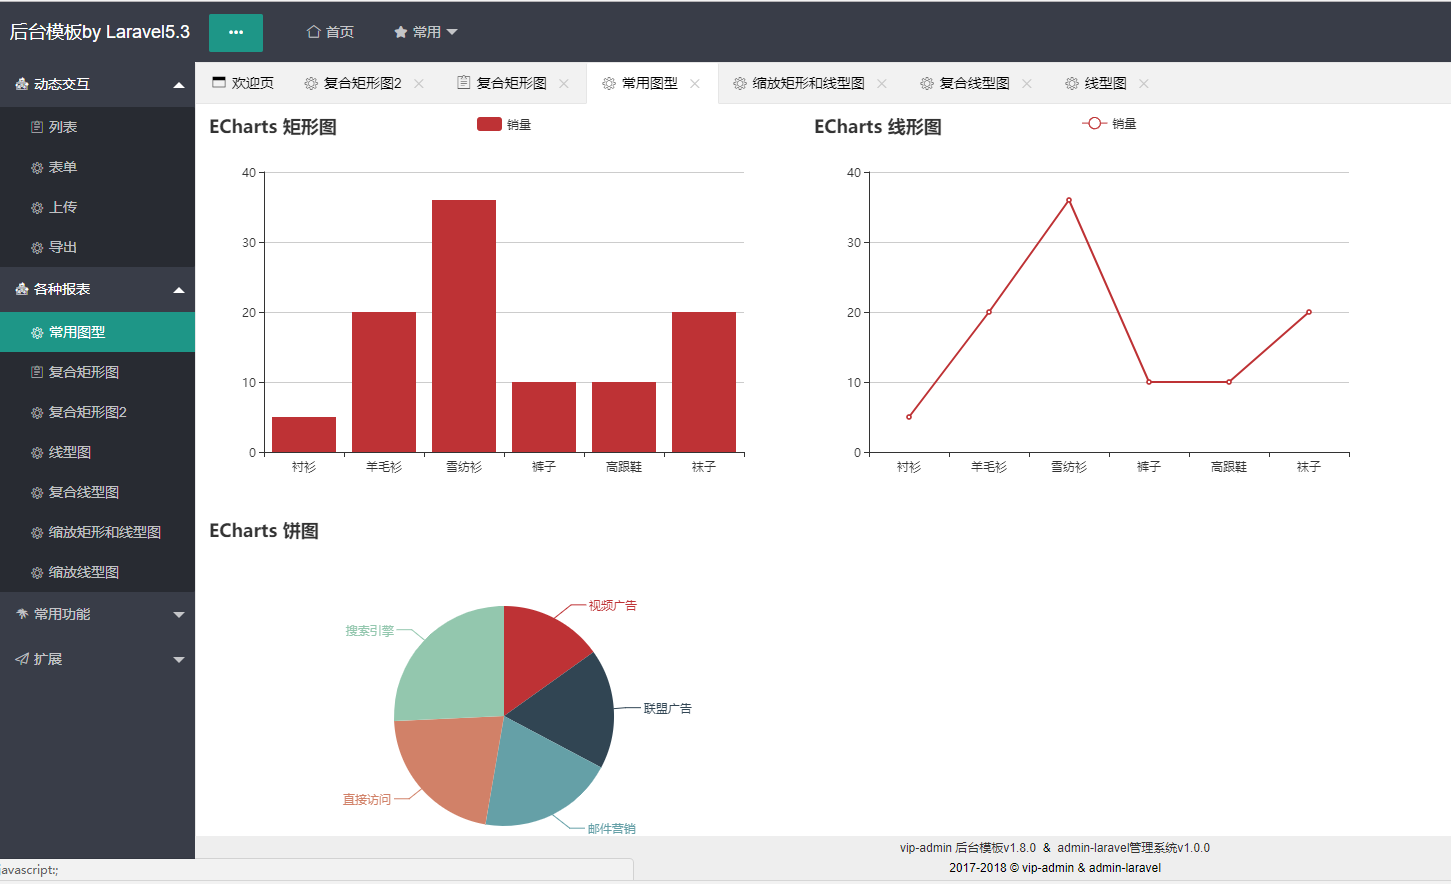 后台模板by Laravel5.3
首页
常用
动态交互
列表
表单
上传
导出
各种报表
常用图型
复合矩形图
复合矩形图2
线型图
复合线型图
缩放矩形和线型图
缩放线型图
常用功能
扩展
欢迎页
复合矩形图2
复合矩形图
常用图型
缩放矩形和线型图
复合线型图
线型图
ECharts 矩形图
销量
40
30
20
10
0
衬衫
羊毛衫
雪纺衫
裤子
高跟鞋
袜子
ECharts 线形图
销量
40
30
20
10
0
衬衫
羊毛衫
雪纺衫
裤子
高跟鞋
袜子
ECharts 饼图
视频广告
搜索引擎
联盟广告
直接访问
邮件营销
vip-admin 后台模板v1.8.0 & admin-laravel管理系统v1.0.0
2017-2018 © vip-admin & admin-laravel
avascript:;